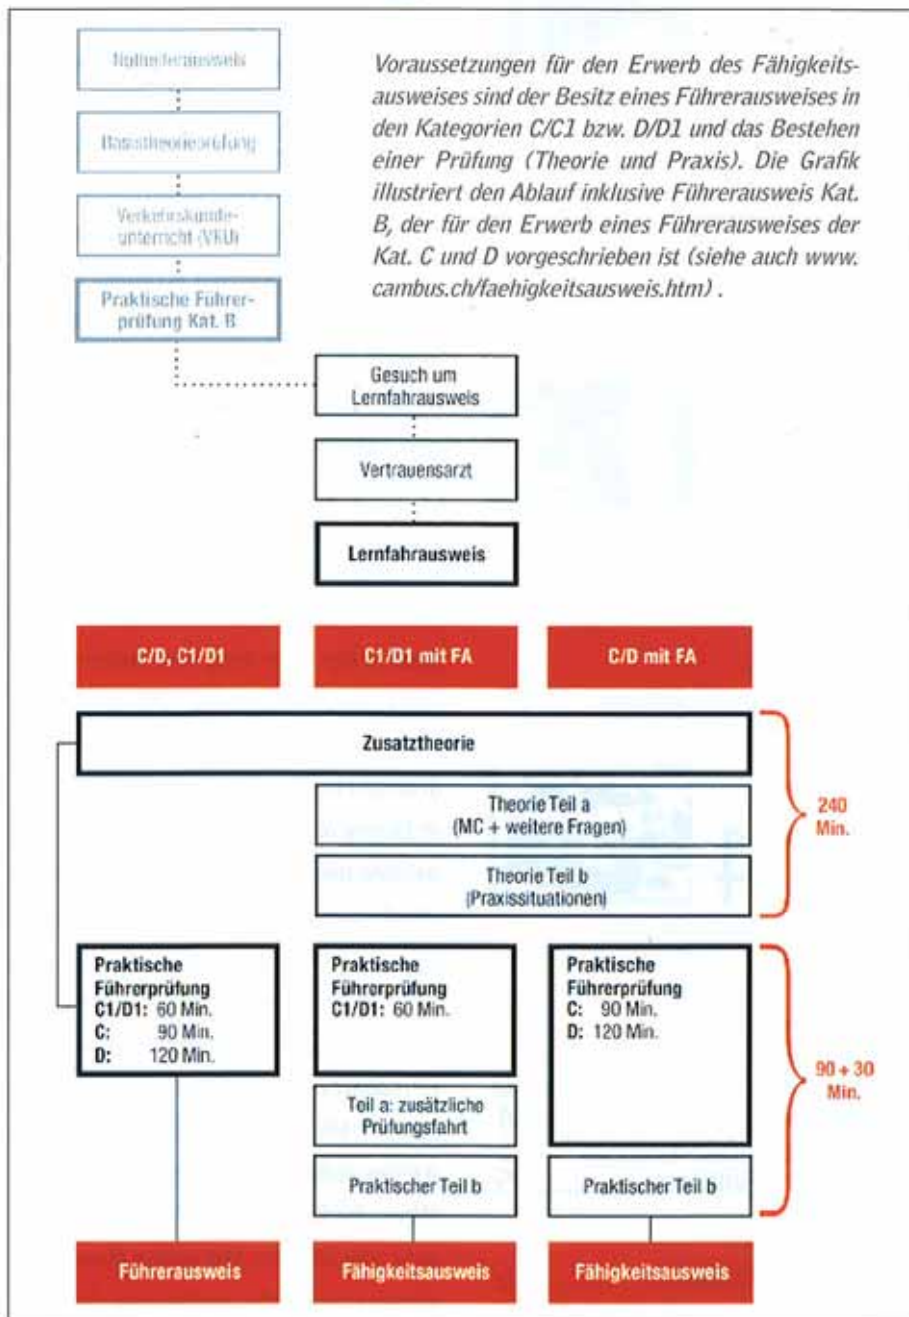 Nothelferausweis
Basistheorieprüfung
Verkehrskunde-
unterricht (VKU)
Praktische Führer-
prüfung Kat. B
Voraussetzungen für den Erwerb des Fähigkeits-
ausweises sind der Besitz eines Führerausweises in
den Kategorien C/C1 bzw. D/D1 und das Bestehen
einer Prüfung (Theorie und Praxis). Die Grafik
illustriert den Ablauf inklusive Führerausweis Kat.
B, der für den Erwerb eines Führerausweises der
Kat. C und D vorgeschrieben ist (siehe auch www.
cambus.ch/faehigkeitsausweis.htm) .
Gesuch um
Lernfahrausweis
Vertrauensarzt
Lernfahrausweis
C/D, C1/D1
C1/D1 mit FA
C/D mit FA
Zusatztheorie
Theorie Teil a
(MC + weitere Fragen)
Theorie Teil b
(Praxissituationen)
240
Min.
Praktische
Führerprüfung
C1/D1: 60 Min.
C: 90 Min.
D: 120 Min.
Praktische
Führerprüfung
C1/D1: 60 Min.
Teil a: zusätzliche
Prüfungsfahrt
Praktischer Teil b
Praktische
Führerprüfung
C: 90 Min.
D: 120 Min.
Praktischer Teil b
90 + 30
Min.
Führerausweis
Fähigkeitsausweis
Fähigkeitsausweis